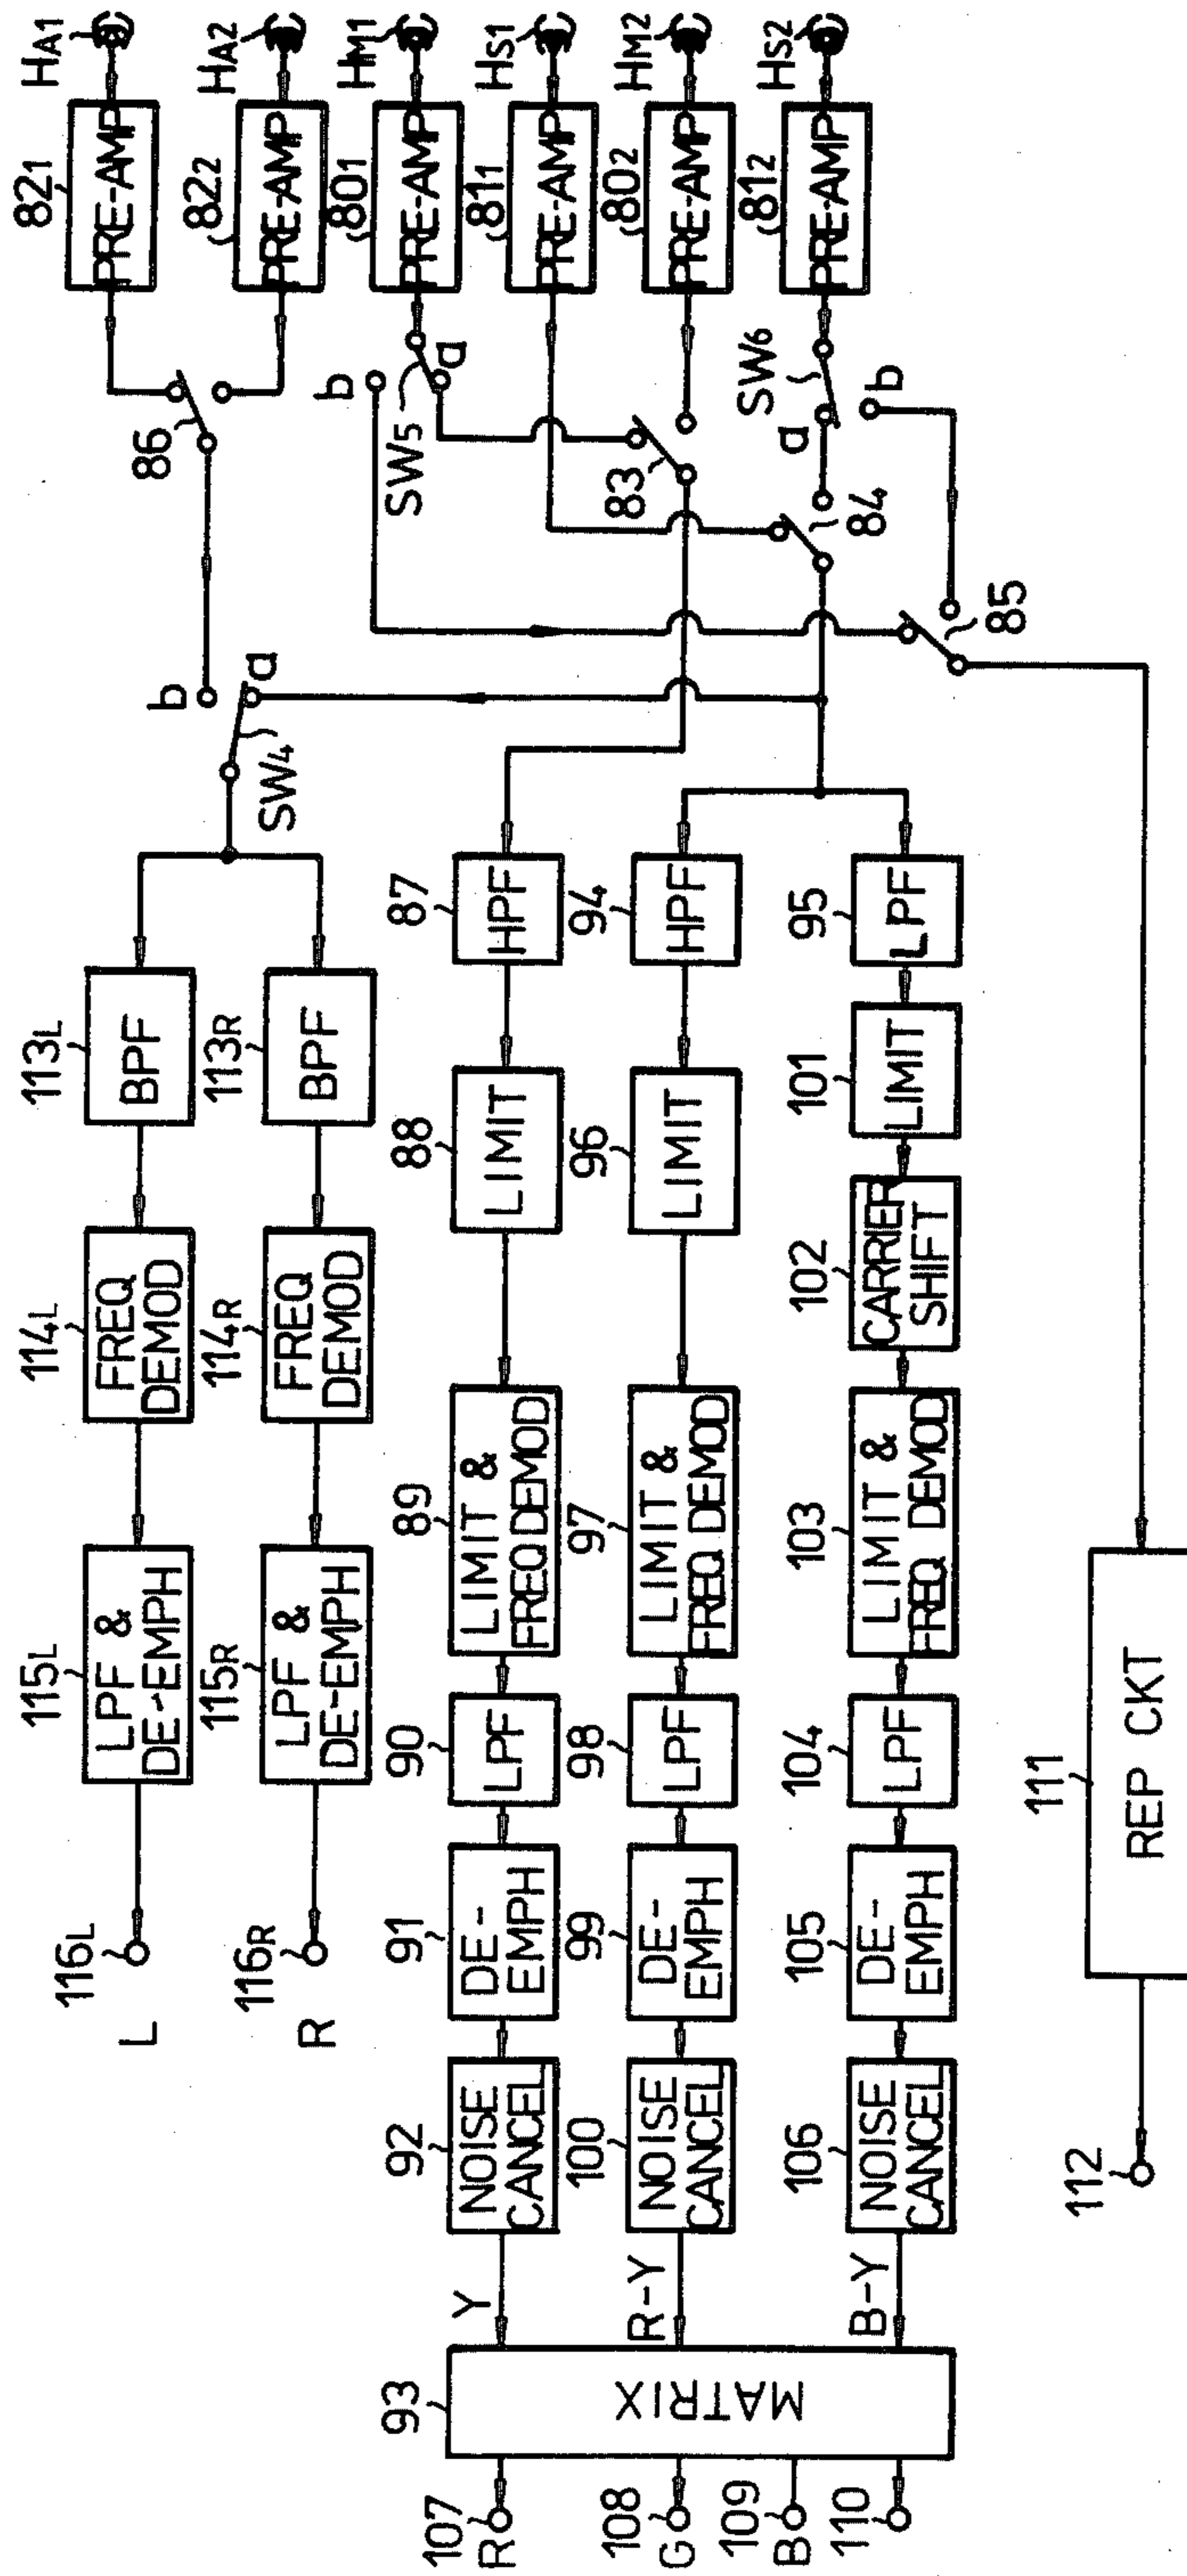 HA1
821
PRE-AMP
HA2
822
PRE-AMP
HM1
801
PRE-AMP
HS1
811
PRE-AMP
HM2
802
PRE-AMP
HS2
812
PRE-AMP
86
b
a
SW4
b
SW5
a
83
SW6
a
b
84
85
113L
BPF
114L
FREQ
DEMOD
115L
LPF &
DE-EMPH
116L
L
113R
BPF
114R
FREQ
DEMOD
115R
LPF &
DE-EMPH
116R
R
87
HPF
88
LIMIT
89
LIMIT &
FREQ DEMOD
90
LPF
91
DE-
EMPH
92
NOISE
CANCEL
Y
94
HPF
96
LIMIT
97
LIMIT &
FREQ DEMOD
98
LPF
99
DE-
EMPH
100
NOISE
CANCEL
R-Y
95
LPF
101
LIMIT
102
CARRIER
SHIFT
103
LIMIT &
FREQ DEMOD
104
LPF
105
DE-
EMPH
106
NOISE
CANCEL
B-Y
93
MATRIX
107
R
108
G
109
B
110
111
REP CKT
112